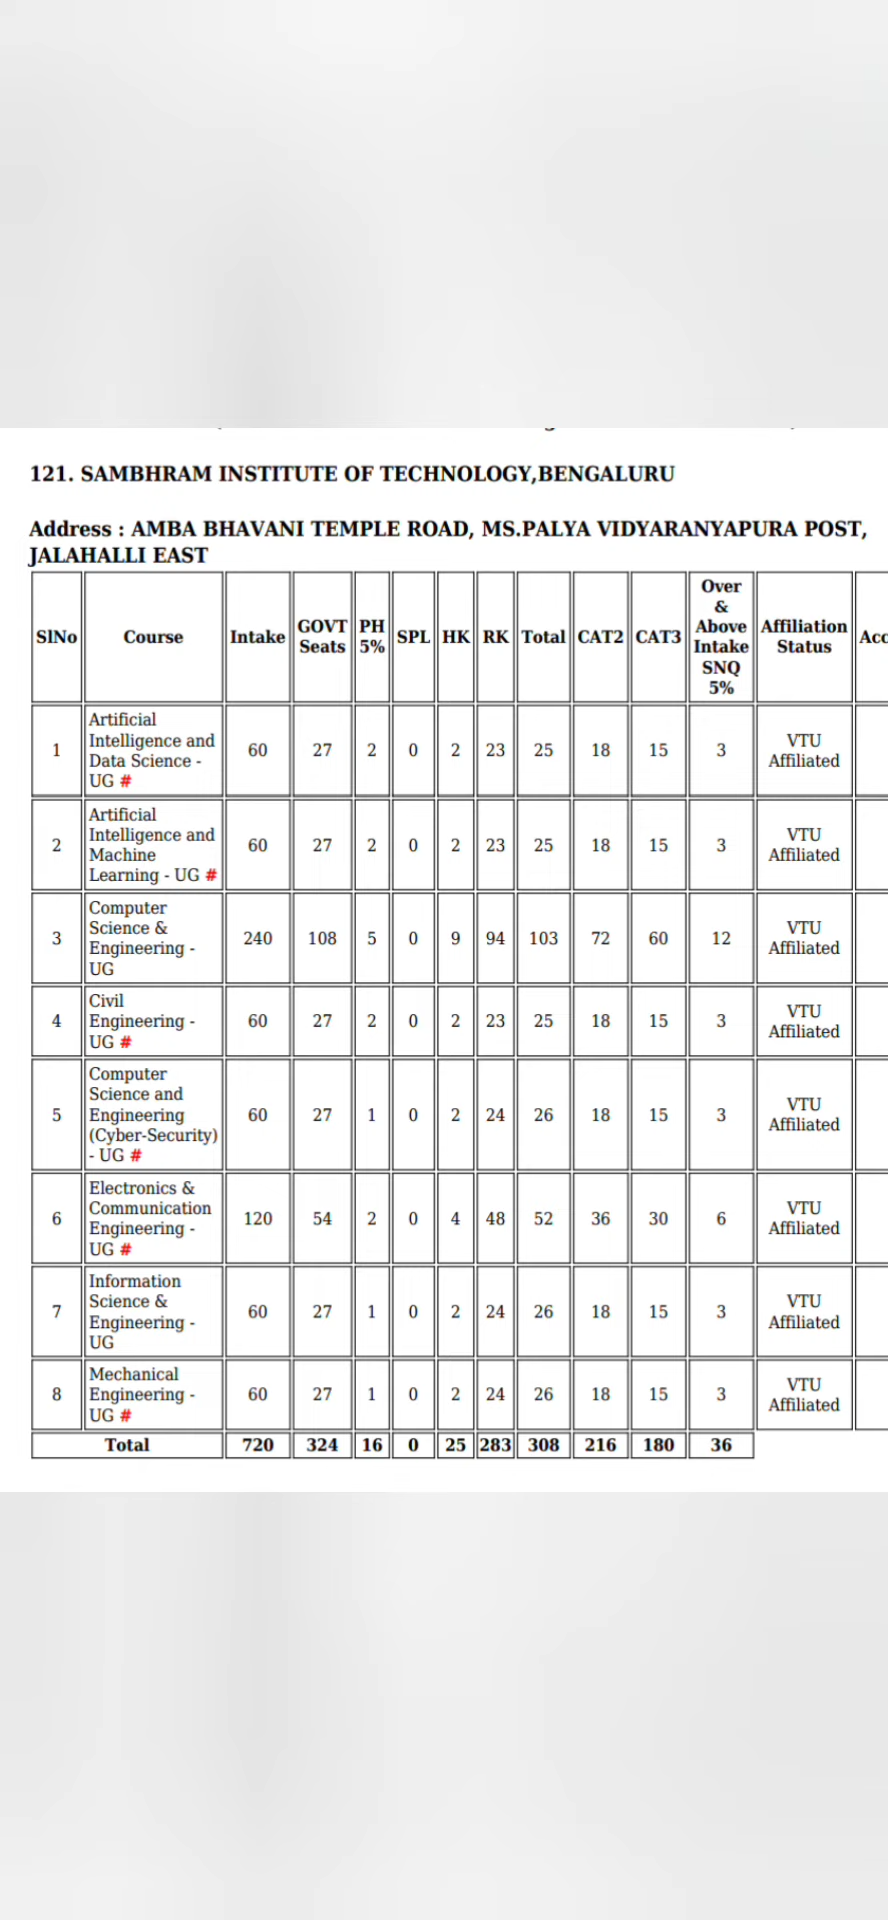 121. SAMBHRAM INSTITUTE OF TECHNOLOGY,BENGALURU
Address : AMBA BHAVANI TEMPLE ROAD, MS.PALYA VIDYARANYAPURA POST,
JALAHALLI EAST
SlNo Course Intake GOVT Seats PH 5% SPL HK RK Total CAT2 CAT3 Over & Above Intake SNQ 5% Affiliation Status Acc
1 Artificial Intelligence and Data Science - UG # 60 27 2 0 2 23 25 18 15 3 VTU Affiliated
2 Artificial Intelligence and Machine Learning - UG # 60 27 2 0 2 23 25 18 15 3 VTU Affiliated
3 Computer Science & Engineering - UG 240 108 5 0 9 94 103 72 60 12 VTU Affiliated
4 Civil Engineering - UG # 60 27 2 0 2 23 25 18 15 3 VTU Affiliated
5 Computer Science and Engineering (Cyber-Security) - UG # 60 27 1 0 2 24 26 18 15 3 VTU Affiliated
6 Electronics & Communication Engineering - UG # 120 54 2 0 4 48 52 36 30 6 VTU Affiliated
7 Information Science & Engineering - UG 60 27 1 0 2 24 26 18 15 3 VTU Affiliated
8 Mechanical Engineering - UG # 60 27 1 0 2 24 26 18 15 3 VTU Affiliated
Total 720 324 16 0 25 283 308 216 180 36